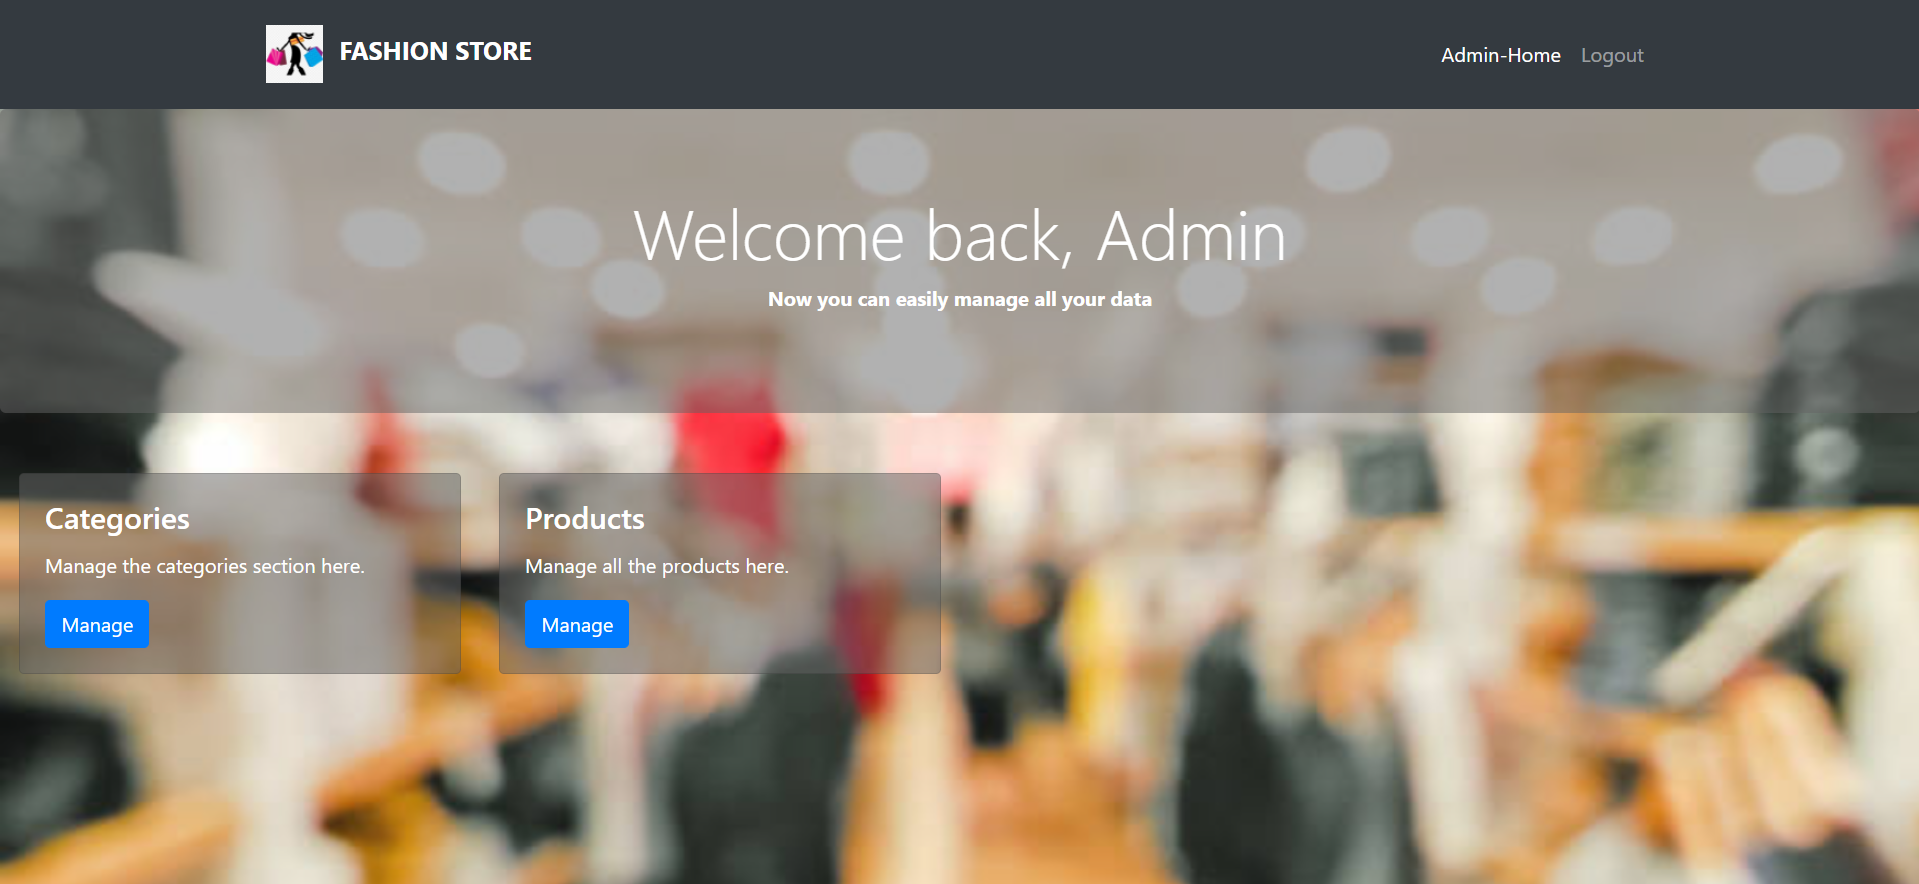 FASHION STORE
Admin-Home Logout
Welcome back, Admin
Now you can easily manage all your data
Categories
Manage the categories section here.
Manage
Products
Manage all the products here.
Manage